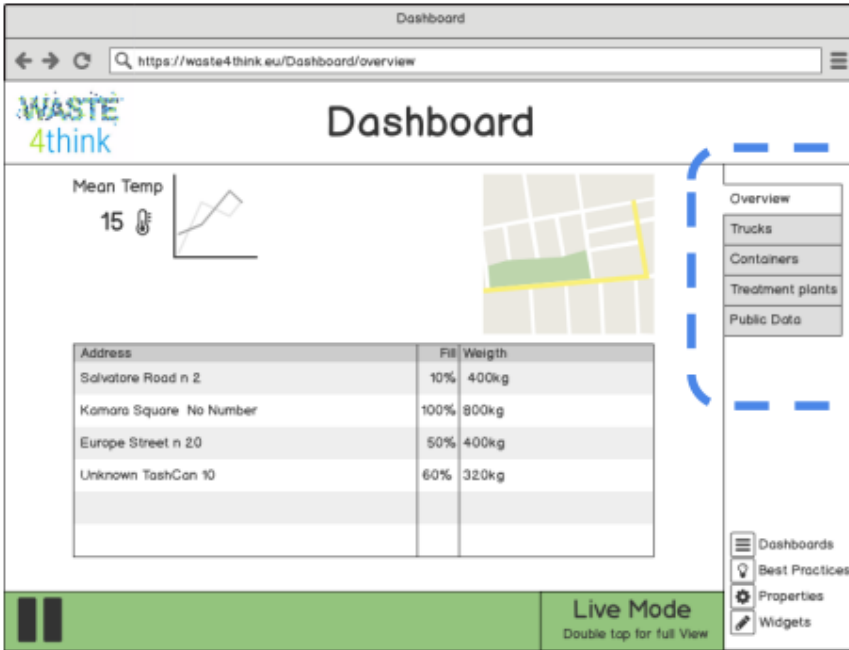 Dashboard
https://waste4think.eu/Dashboard/overview
WASTE
4think
Dashboard
Mean Temp
15
Overview
Trucks
Containers
Treatment plants
Public Data
Address Fill Weigth
Salvatore Road n 2 10% 400kg
Kamara Square No Number 100% 800kg
Europe Street n 20 50% 400kg
Unknown TashCan 10 60% 320kg
Dashboards
Best Practices
Properties
Widgets
Live Mode
Double tap for full View